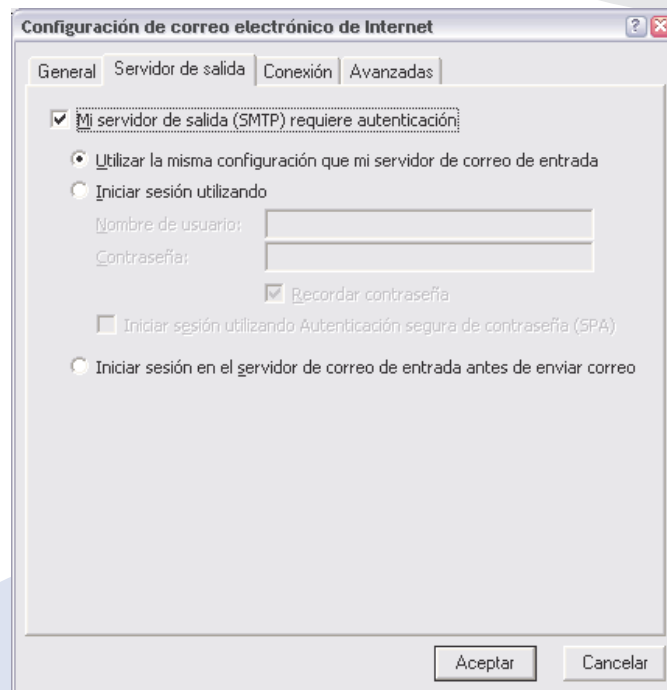 Configuración de correo electrónico de Internet
General Servidor de salida Conexión Avanzadas
Mi servidor de salida (SMTP) requiere autenticación
Utilizar la misma configuración que mi servidor de correo de entrada
Iniciar sesión utilizando
Nombre de usuario:
Contraseña:
Recordar contraseña
Iniciar sesión utilizando Autenticación segura de contraseña (SPA)
Iniciar sesión en el servidor de correo de entrada antes de enviar correo
Aceptar Cancelar